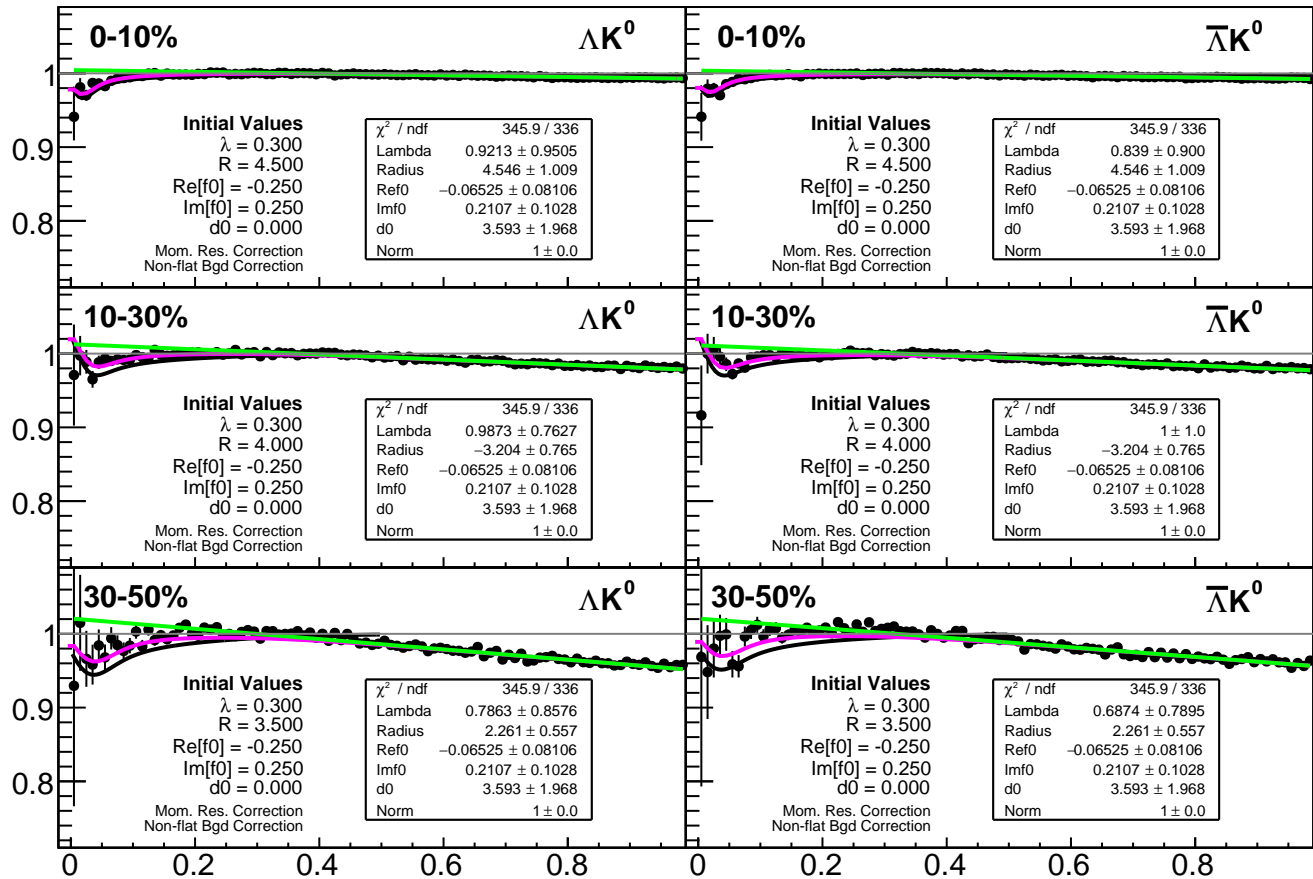 0-10% ΛK⁰
1
0.9
0.8
Initial Values
λ = 0.300
R = 4.500
Re[f0] = -0.250
Im[f0] = 0.250
d0 = 0.000
Mom. Res. Correction
Non-flat Bgd Correction
χ² / ndf 345.9 / 336
Lambda 0.9213 ± 0.9505
Radius 4.546 ± 1.009
Ref0 −0.06525 ± 0.08106
Imf0 0.2107 ± 0.1028
d0 3.593 ± 1.968
Norm 1 ± 0.0
0-10% Λ̅K⁰
Initial Values
λ = 0.300
R = 4.500
Re[f0] = -0.250
Im[f0] = 0.250
d0 = 0.000
Mom. Res. Correction
Non-flat Bgd Correction
χ² / ndf 345.9 / 336
Lambda 0.839 ± 0.900
Radius 4.546 ± 1.009
Ref0 −0.06525 ± 0.08106
Imf0 0.2107 ± 0.1028
d0 3.593 ± 1.968
Norm 1 ± 0.0
10-30% ΛK⁰
1
0.9
0.8
Initial Values
λ = 0.300
R = 4.000
Re[f0] = -0.250
Im[f0] = 0.250
d0 = 0.000
Mom. Res. Correction
Non-flat Bgd Correction
χ² / ndf 345.9 / 336
Lambda 0.9873 ± 0.7627
Radius −3.204 ± 0.765
Ref0 −0.06525 ± 0.08106
Imf0 0.2107 ± 0.1028
d0 3.593 ± 1.968
Norm 1 ± 0.0
10-30% Λ̅K⁰
Initial Values
λ = 0.300
R = 4.000
Re[f0] = -0.250
Im[f0] = 0.250
d0 = 0.000
Mom. Res. Correction
Non-flat Bgd Correction
χ² / ndf 345.9 / 336
Lambda 1 ± 1.0
Radius −3.204 ± 0.765
Ref0 −0.06525 ± 0.08106
Imf0 0.2107 ± 0.1028
d0 3.593 ± 1.968
Norm 1 ± 0.0
30-50% ΛK⁰
1
0.9
0.8
Initial Values
λ = 0.300
R = 3.500
Re[f0] = -0.250
Im[f0] = 0.250
d0 = 0.000
Mom. Res. Correction
Non-flat Bgd Correction
χ² / ndf 345.9 / 336
Lambda 0.7863 ± 0.8576
Radius 2.261 ± 0.557
Ref0 −0.06525 ± 0.08106
Imf0 0.2107 ± 0.1028
d0 3.593 ± 1.968
Norm 1 ± 0.0
30-50% Λ̅K⁰
Initial Values
λ = 0.300
R = 3.500
Re[f0] = -0.250
Im[f0] = 0.250
d0 = 0.000
Mom. Res. Correction
Non-flat Bgd Correction
χ² / ndf 345.9 / 336
Lambda 0.6874 ± 0.7895
Radius 2.261 ± 0.557
Ref0 −0.06525 ± 0.08106
Imf0 0.2107 ± 0.1028
d0 3.593 ± 1.968
Norm 1 ± 0.0
0 0.2 0.4 0.6 0.8 0 0.2 0.4 0.6 0.8